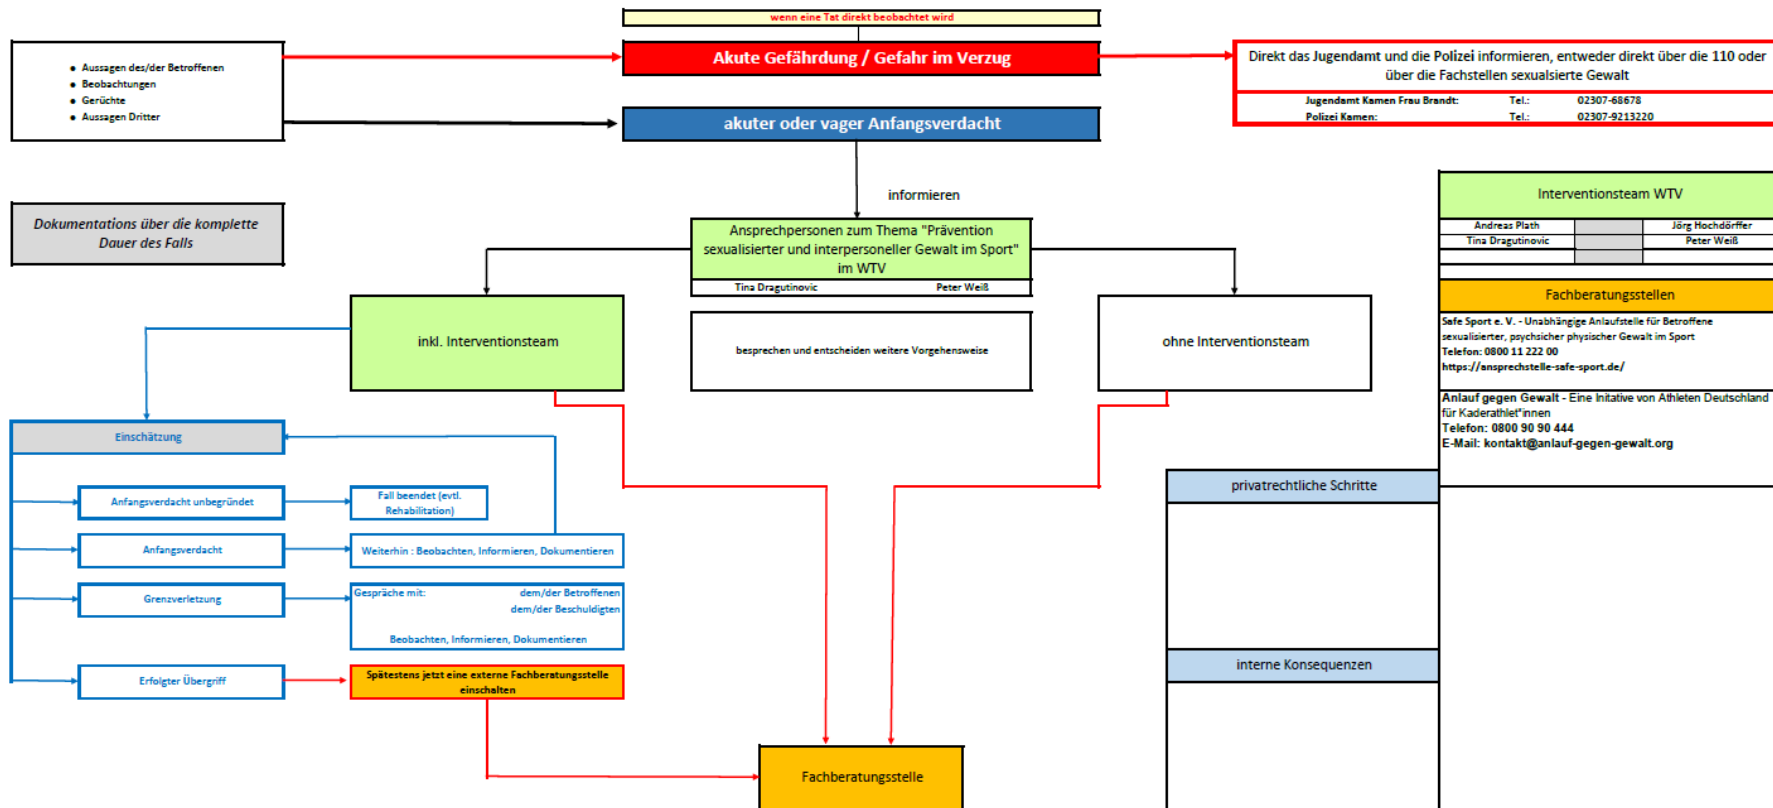 wenn eine Tat direkt beobachtet wird
Akute Gefährdung / Gefahr im Verzug
• Aussagen des/der Betroffenen
• Beobachtungen
• Gerüchte
• Aussagen Dritter
akuter oder vager Anfangsverdacht
Direkt das Jugendamt und die Polizei informieren, entweder direkt über die 110 oder
über die Fachstellen sexualsierte Gewalt
Jugendamt Kamen Frau Brandt: Tel.: 02307-68678
Polizei Kamen: Tel.: 02307-9213220
informieren
Dokumentations über die komplette
Dauer des Falls
Ansprechpersonen zum Thema "Prävention
sexualisierter und interpersoneller Gewalt im Sport"
im WTV
Tina Dragutinovic Peter Weiß
inkl. Interventionsteam
besprechen und entscheiden weitere Vorgehensweise
ohne Interventionsteam
Interventionsteam WTV
Andreas Plath Jörg Hochdörffer
Tina Dragutinovic Peter Weiß
Fachberatungsstellen
Safe Sport e. V. - Unabhängige Anlaufstelle für Betroffene
sexualisierter, psychsicher physischer Gewalt im Sport
Telefon: 0800 11 222 00
https://ansprechstelle-safe-sport.de/
Anlauf gegen Gewalt - Eine Initative von Athleten Deutschland
für Kaderathlet*innen
Telefon: 0800 90 90 444
E-Mail: kontakt@anlauf-gegen-gewalt.org
Einschätzung
Anfangsverdacht unbegründet
Fall beendet (evtl.
Rehabilitation)
Anfangsverdacht
Weiterhin : Beobachten, Informieren, Dokumentieren
Grenzverletzung
Gespräche mit: dem/der Betroffenen
dem/der Beschuldigten
Beobachten, Informieren, Dokumentieren
Erfolgter Übergriff
Spätestens jetzt eine externe Fachberatungsstelle
einschalten
Fachberatungsstelle
privatrechtliche Schritte
interne Konsequenzen